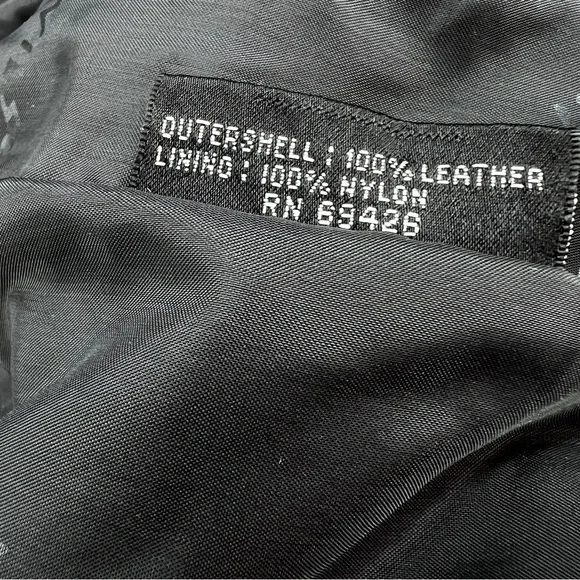 OUTERSHELL : 100% LEATHER
LINING : 100% NYLON
RN 69426